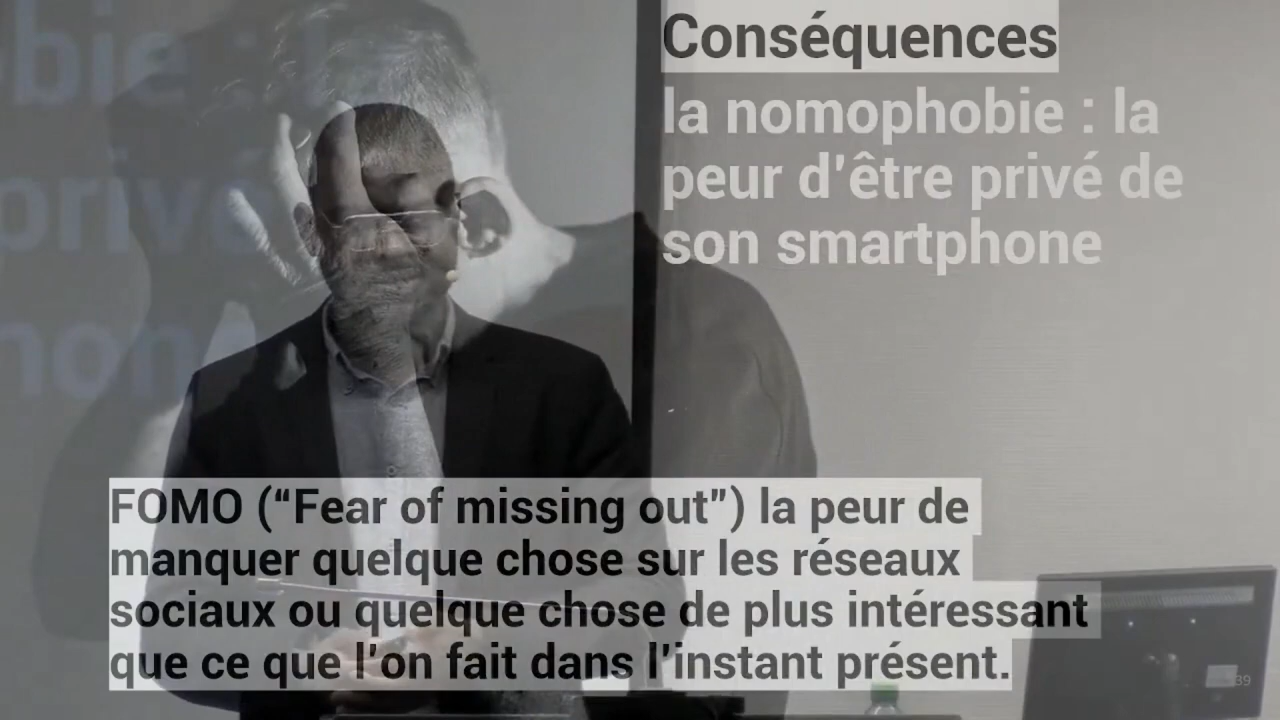 Conséquences
la nomophobie : la
peur d'être privé de
son smartphone
FOMO (“Fear of missing out”) la peur de
manquer quelque chose sur les réseaux
sociaux ou quelque chose de plus intéressant
que ce que l'on fait dans l'instant présent.
39